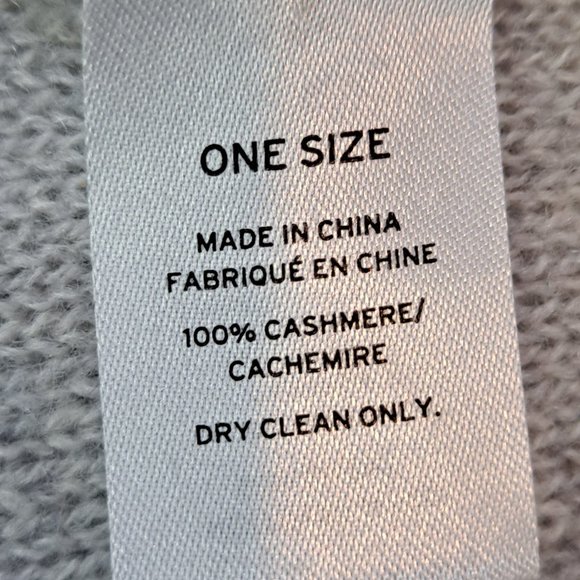 ONE SIZE
MADE IN CHINA
FABRIQUÉ EN CHINE
100% CASHMERE/
CACHEMIRE
DRY CLEAN ONLY.